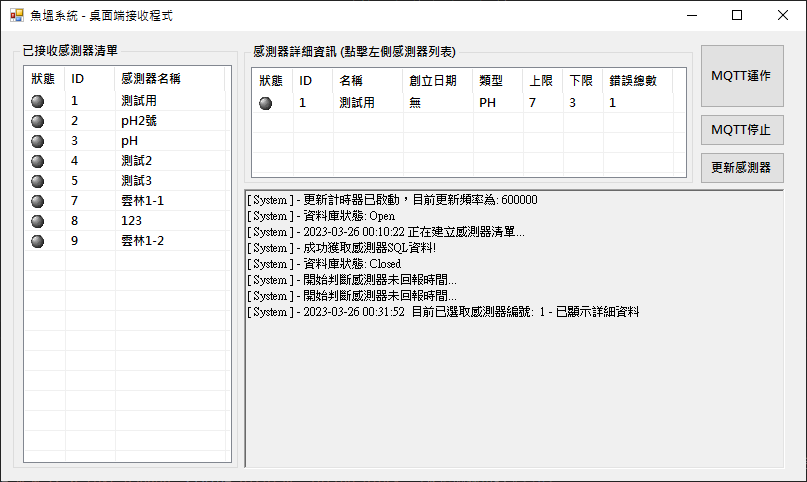 魚塭系統 - 桌面端接收程式
已接收感測器清單
狀態 ID 感測器名稱
1 測試用
2 pH2號
3 pH
4 測試2
5 測試3
7 雲林1-1
8 123
9 雲林1-2
感測器詳細資訊 (點擊左側感測器列表)
狀態 ID 名稱 創立日期 類型 上限 下限 錯誤總數
1 測試用 無 PH 7 3 1
MQTT運作
MQTT停止
更新感測器
[ System ] - 更新計時器已啟動，目前更新頻率為: 600000
[ System ] - 資料庫狀態: Open
[ System ] - 2023-03-26 00:10:22 正在建立感測器清單...
[ System ] - 成功獲取感測器SQL資料!
[ System ] - 資料庫狀態: Closed
[ System ] - 開始判斷感測器未回報時間...
[ System ] - 開始判斷感測器未回報時間...
[ System ] - 2023-03-26 00:31:52 目前已選取感測器編號: 1 - 已顯示詳細資料